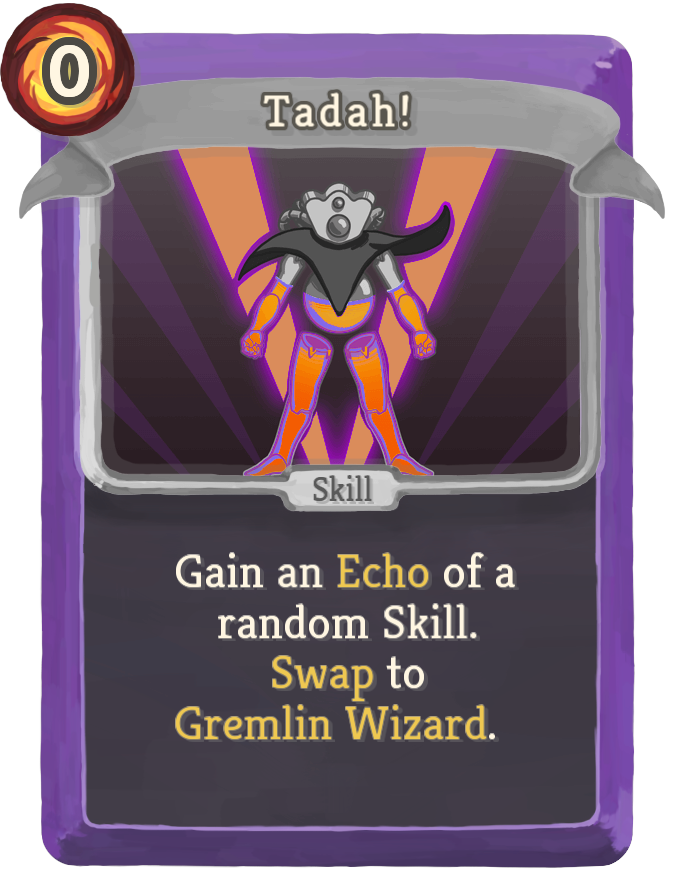 0
Tadah!
Skill
Gain an Echo of a
random Skill.
Swap to
Gremlin Wizard.